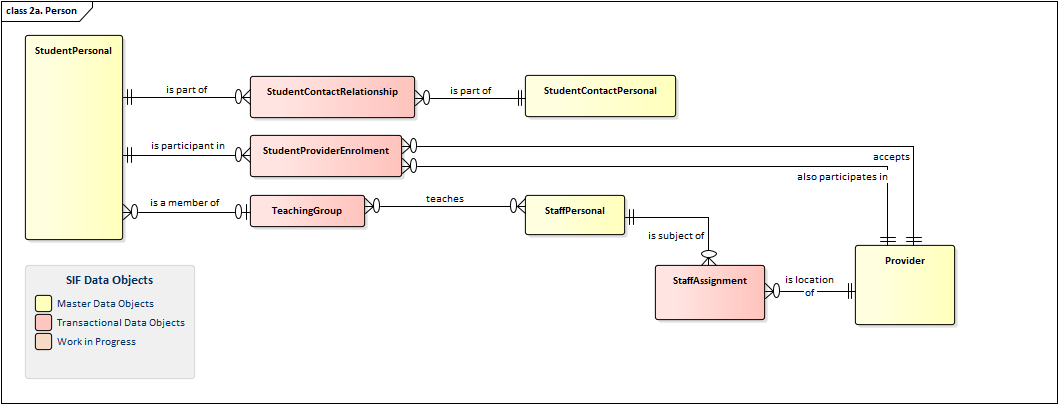 class 2a. Person
StudentPersonal
is part of
StudentContactRelationship
is part of
StudentContactPersonal
is participant in
StudentProviderEnrolment
accepts
also participates in
is a member of
TeachingGroup
teaches
StaffPersonal
is subject of
Provider
StaffAssignment
is location
of
SIF Data Objects
Master Data Objects
Transactional Data Objects
Work in Progress